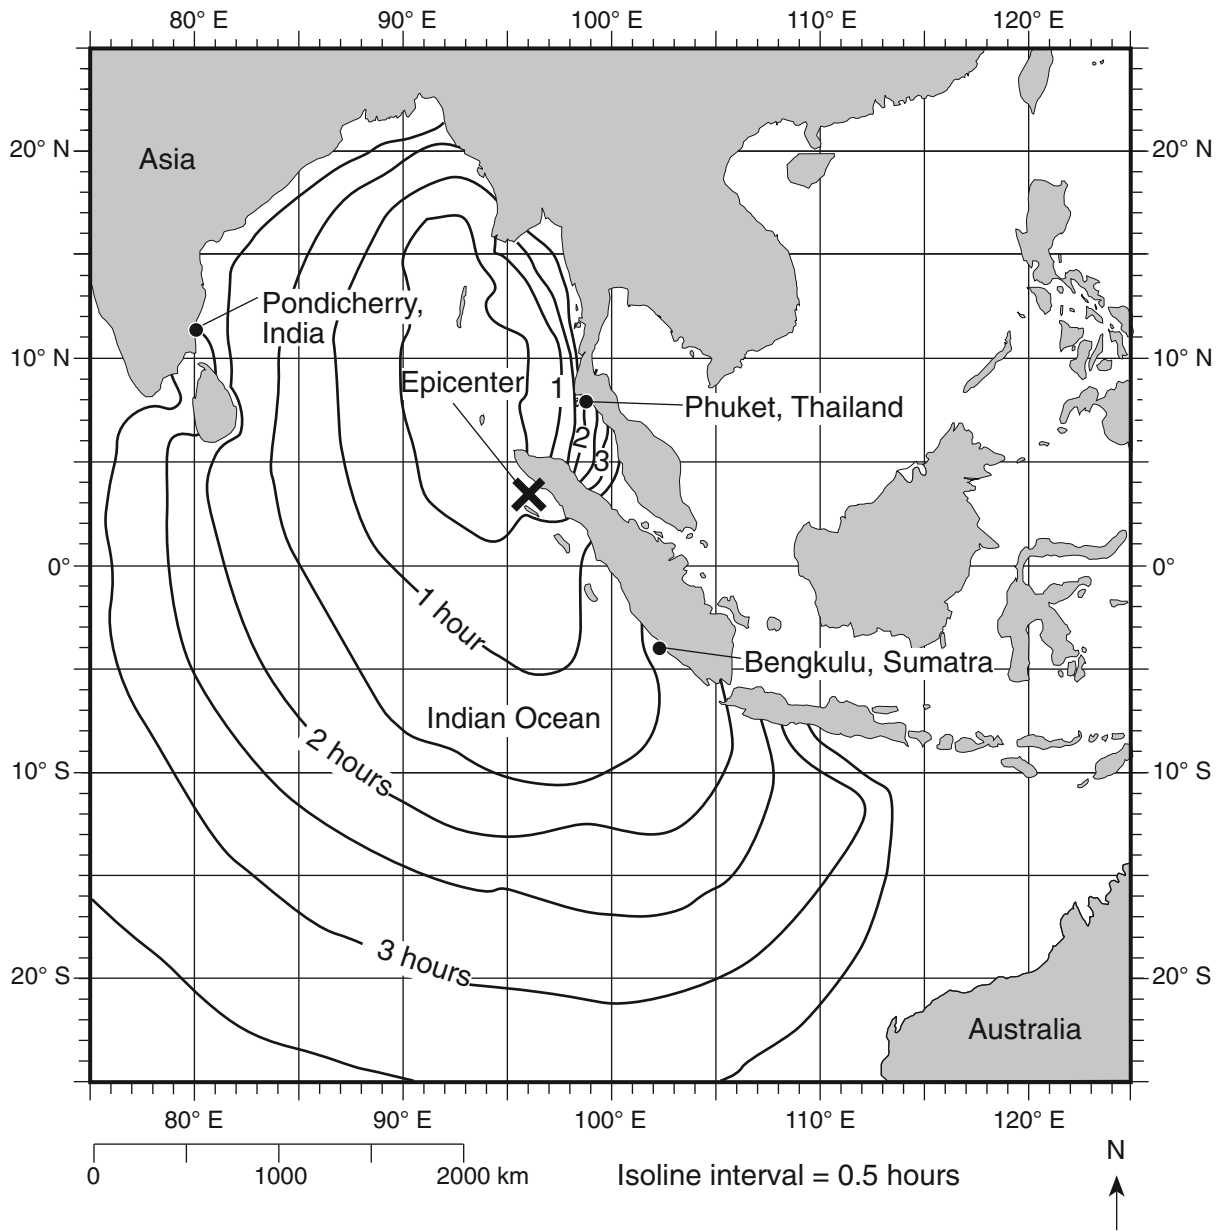 80° E 90° E 100° E 110° E 120° E
20° N 20° N
Asia
Pondicherry,
India
10° N 10° N
Epicenter
1
Phuket, Thailand
2
3
0° 0°
1 hour
Bengkulu, Sumatra
Indian Ocean
2 hours
10° S 10° S
3 hours
20° S 20° S
Australia
80° E 90° E 100° E 110° E 120° E
N
0 1000 2000 km
Isoline interval = 0.5 hours